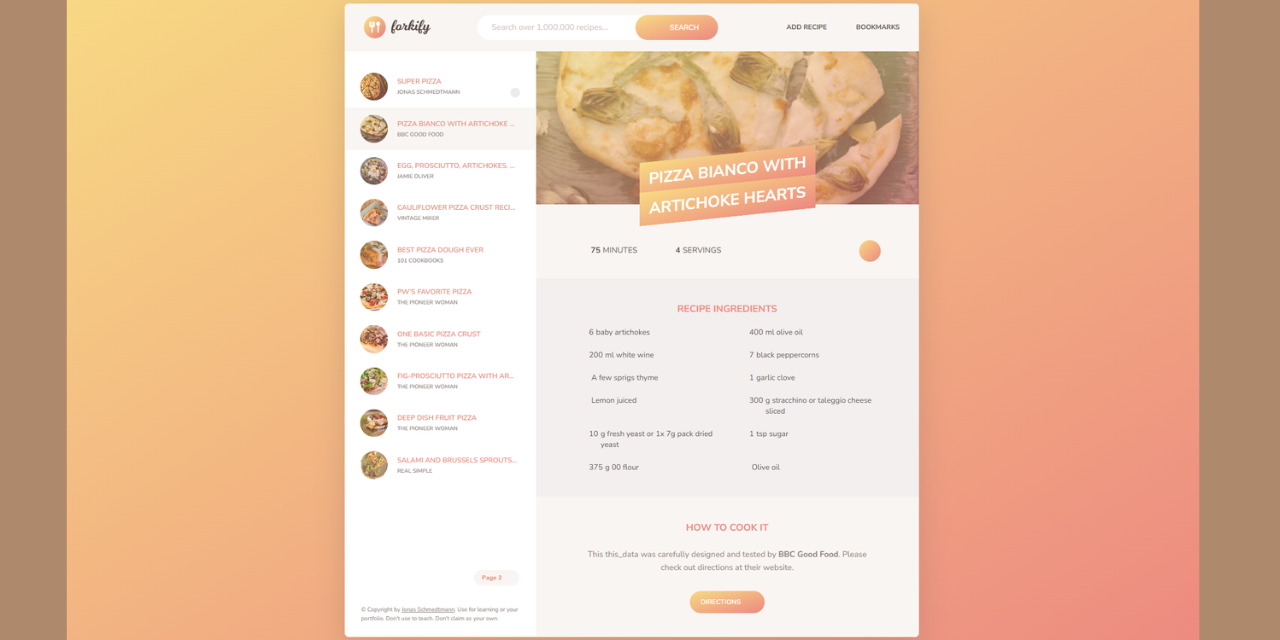 forkify
Search over 1,000,000 recipes...
SEARCH
ADD RECIPE
BOOKMARKS
SUPER PIZZA
JONAS SCHMEDTMANN
PIZZA BIANCO WITH ARTICHOKE ...
BBC GOOD FOOD
EGG, PROSCIUTTO, ARTICHOKES, ...
JAMIE OLIVER
CAULIFLOWER PIZZA CRUST RECI...
VINTAGE MIXER
BEST PIZZA DOUGH EVER
101 COOKBOOKS
PW'S FAVORITE PIZZA
THE PIONEER WOMAN
ONE BASIC PIZZA CRUST
THE PIONEER WOMAN
FIG-PROSCIUTTO PIZZA WITH AR...
THE PIONEER WOMAN
DEEP DISH FRUIT PIZZA
THE PIONEER WOMAN
SALAMI AND BRUSSELS SPROUTS...
REAL SIMPLE
Page 2
© Copyright by Jonas Schmedtmann. Use for learning or your
portfolio. Don't use to teach. Don't claim as your own.
PIZZA BIANCO WITH
ARTICHOKE HEARTS
75 MINUTES
4 SERVINGS
RECIPE INGREDIENTS
6 baby artichokes
400 ml olive oil
200 ml white wine
7 black peppercorns
A few sprigs thyme
1 garlic clove
Lemon juiced
300 g stracchino or taleggio cheese
sliced
10 g fresh yeast or 1x 7g pack dried
yeast
1 tsp sugar
375 g 00 flour
Olive oil
HOW TO COOK IT
This this_data was carefully designed and tested by BBC Good Food. Please
check out directions at their website.
DIRECTIONS